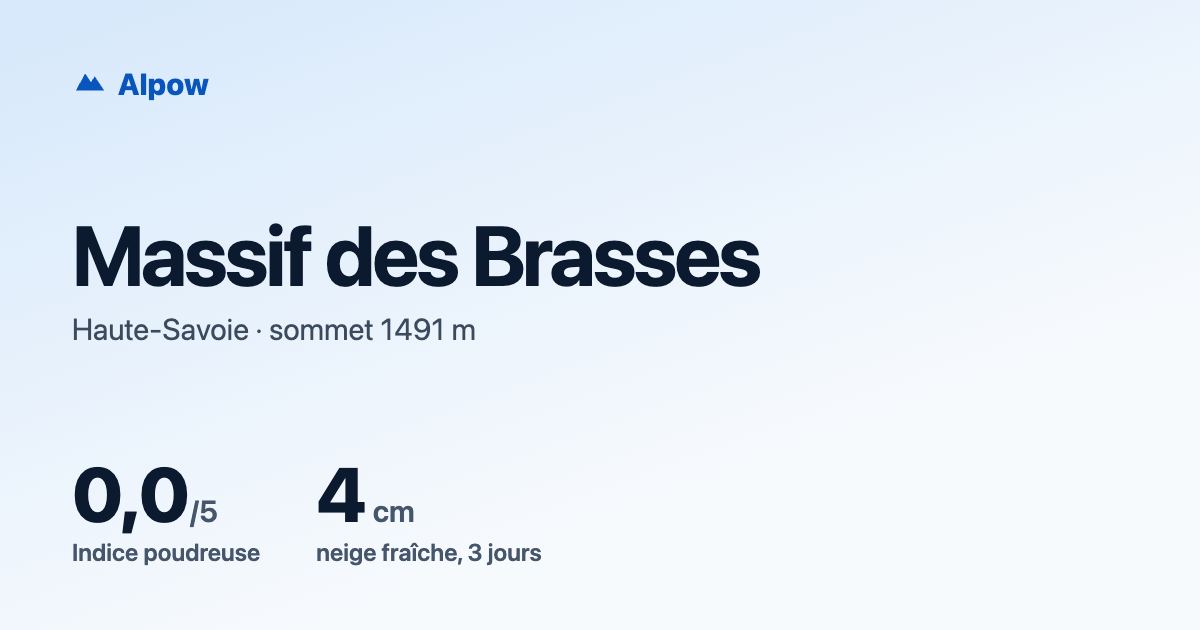 Alpow
Massif des Brasses
Haute-Savoie · sommet 1491 m
0,0/5
Indice poudreuse
4 cm
neige fraîche, 3 jours